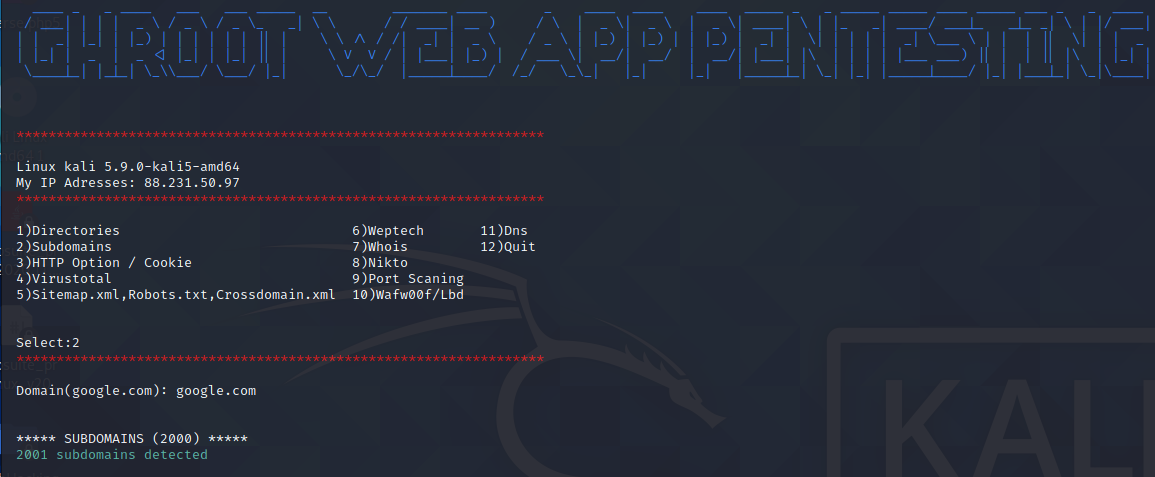 CHROOT WEB APP PENTESTING
***************************************************************
Linux kali 5.9.0-kali5-amd64
My IP Adresses: 88.231.50.97
***************************************************************
1)Directories 6)Weptech 11)Dns
2)Subdomains 7)Whois 12)Quit
3)HTTP Option / Cookie 8)Nikto
4)Virustotal 9)Port Scaning
5)Sitemap.xml,Robots.txt,Crossdomain.xml 10)Wafw00f/Lbd
Select:2
***************************************************************
Domain(google.com): google.com
***** SUBDOMAINS (2000) *****
2001 subdomains detected
KALI